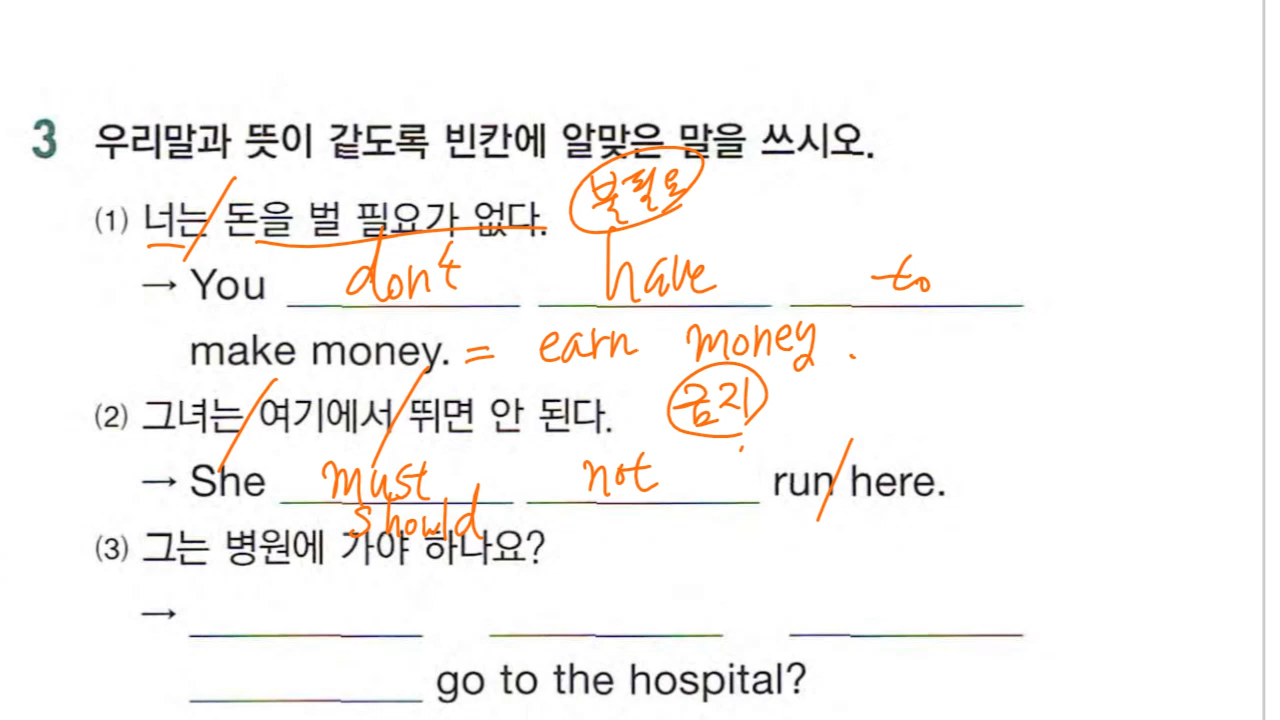 3 우리말과 뜻이 같도록 빈칸에 알맞은 말을 쓰시오.
불필요
(1) 너는 돈을 벌 필요가 없다.
→ You don't have to
make money. = earn money.
금지
(2) 그녀는 여기에서 뛰면 안 된다.
→ She must not run here.
should
(3) 그는 병원에 가야 하나요?
→
go to the hospital?